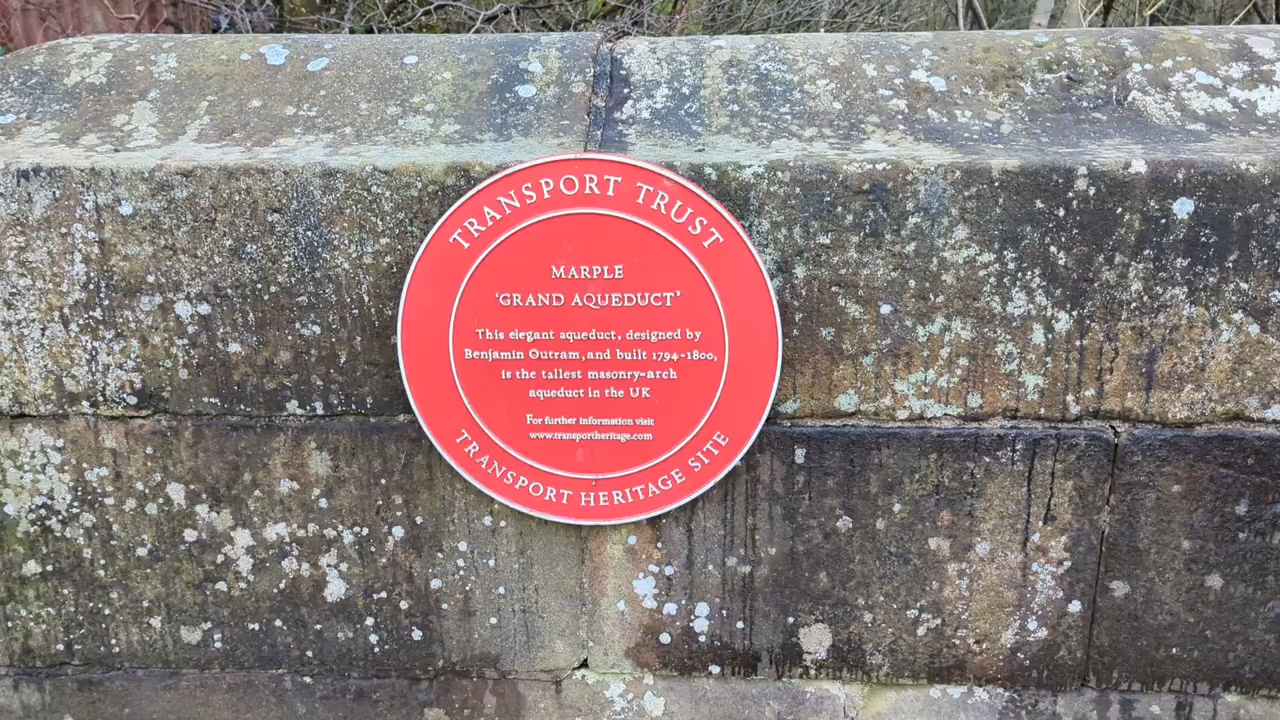 TRANSPORT TRUST
MARPLE
‘GRAND AQUEDUCT’
This elegant aqueduct, designed by
Benjamin Outram, and built 1794-1800,
is the tallest masonry-arch
aqueduct in the UK
For further information visit
www.transportheritage.com
TRANSPORT HERITAGE SITE